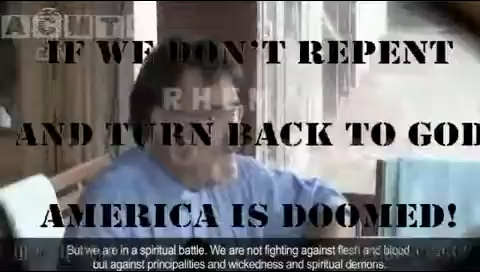 IF WE DON'T REPENT
AND TURN BACK TO GOD
AMERICA IS DOOMED!
But we are in a spiritual battle. We are not fighting against flesh and blood
but against principalities and wickedness and spiritual demons.